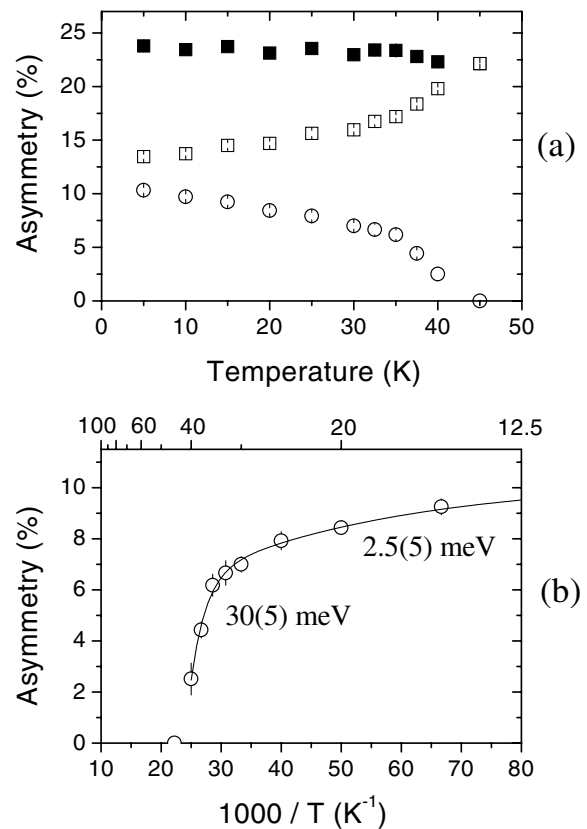 25
20
15
10
5
0
Asymmetry (%)
(a)
0 10 20 30 40 50
Temperature (K)
100 80 60 40 20 12.5
10
8
6
4
2
0
Asymmetry (%)
2.5(5) meV
30(5) meV
(b)
10 20 30 40 50 60 70 80
1000 / T (K⁻¹)